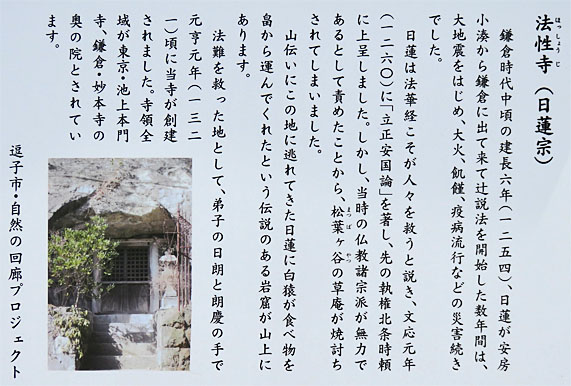 法性寺（日蓮宗）
ほっしょうじ
鎌倉時代中頃の建長六年（一二五四）、日蓮が安房
小湊から鎌倉に出て来て辻説法を開始した数年間は、
大地震をはじめ、大火、飢饉、疫病流行などの災害続き
でした。
日蓮は法華経こそが人々を救うと説き、文応元年
（一二六〇）に「立正安国論」を著し、先の執権北条時頼
に上呈しました。しかし、当時の仏教諸宗派が無力で
あるとして責めたことから、松葉ヶ谷の草庵が焼討ち
まつばやつ
されてしまいました。
山伝いにこの地に逃れてきた日蓮に白猿が食べ物を
畠から運んでくれたという伝説のある岩窟が山上に
あります。
法難を救った地として、弟子の日朗と朗慶の手で
元亨元年（一三二
一）頃に当寺が創建
されました。寺領全
域が東京・池上本門
寺、鎌倉・妙本寺の
奥の院とされてい
ます。
逗子市・自然の回廊プロジェクト